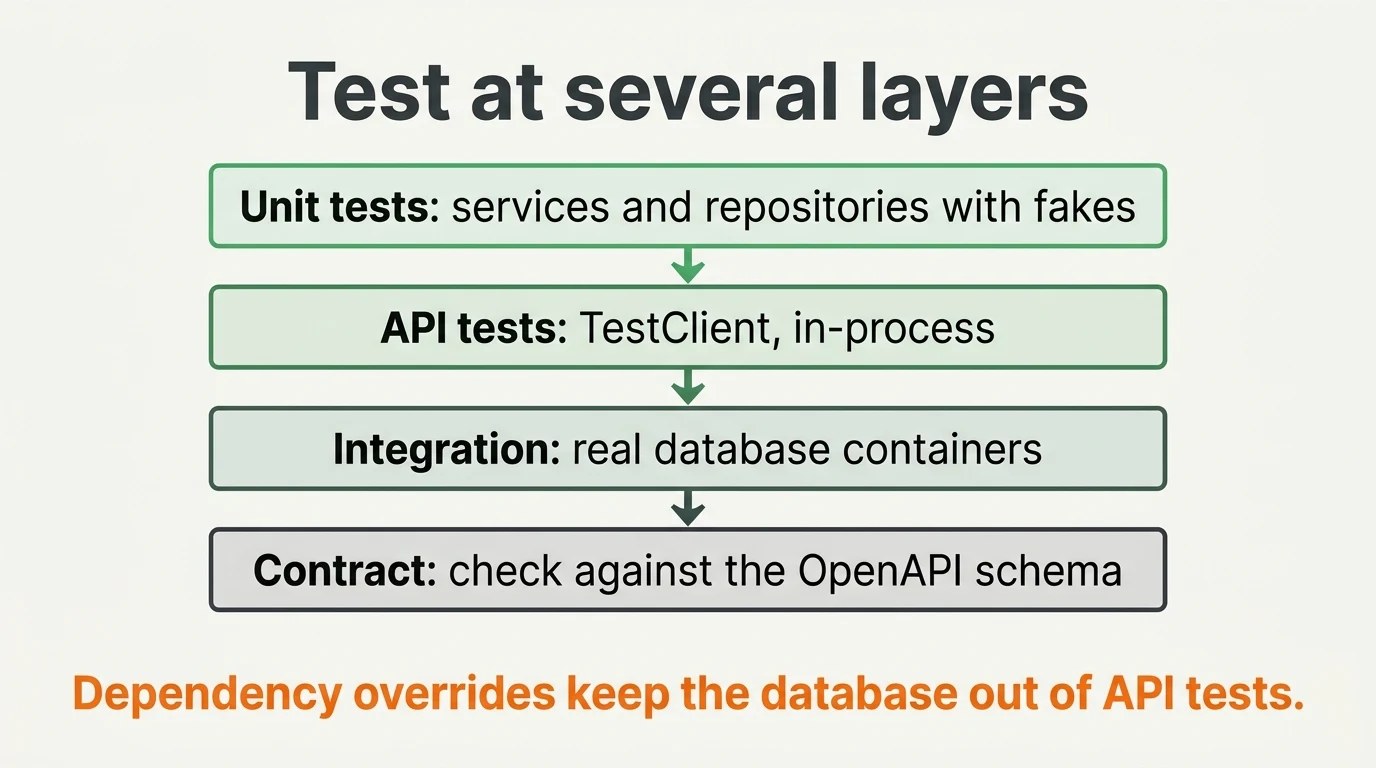 Test at several layers
Unit tests: services and repositories with fakes
API tests: TestClient, in-process
Integration: real database containers
Contract: check against the OpenAPI schema
Dependency overrides keep the database out of API tests.